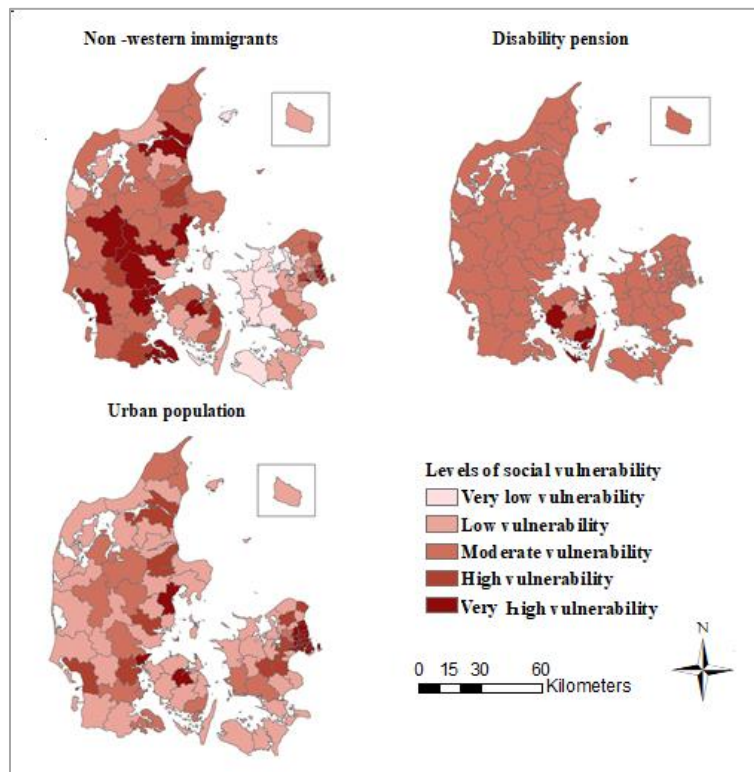 Non -western immigrants
Disability pension
Urban population
Levels of social vulnerability
Very low vulnerability
Low vulnerability
Moderate vulnerability
High vulnerability
Very high vulnerability
N
0 15 30 60
Kilometers